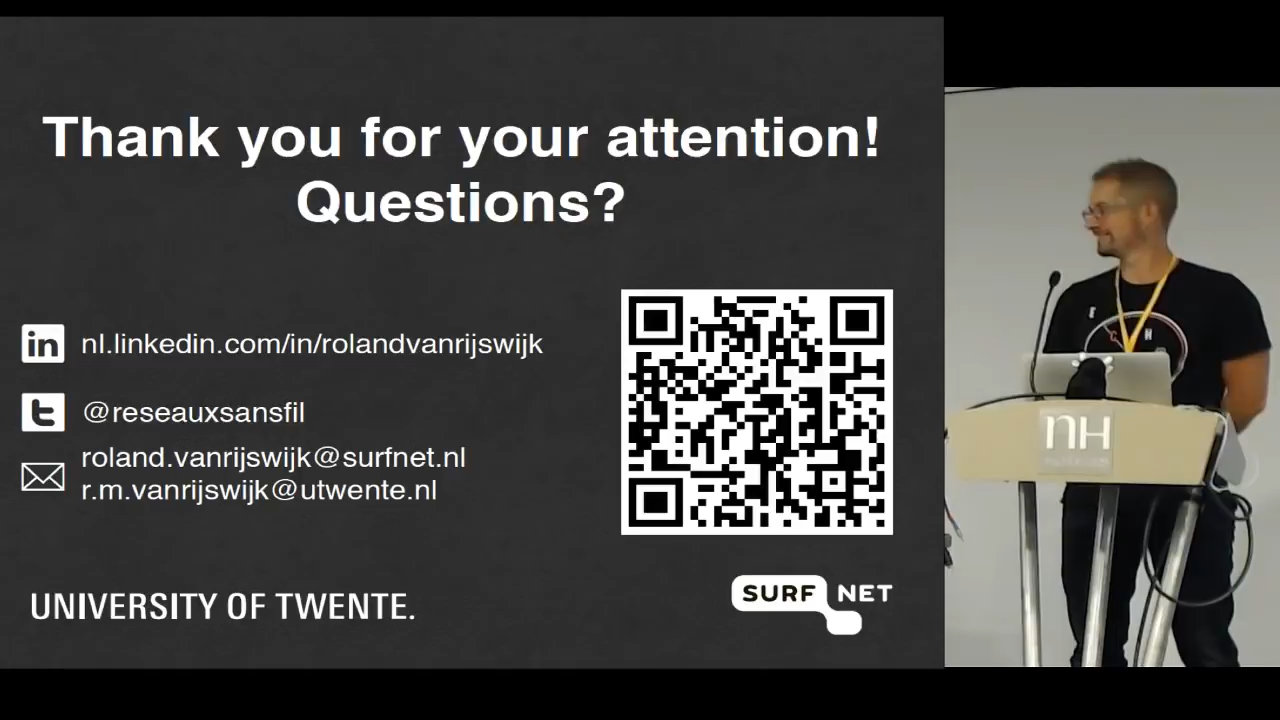 Thank you for your attention!
Questions?
in nl.linkedin.com/in/rolandvanrijswijk
t @reseauxsansfil
roland.vanrijswijk@surfnet.nl
r.m.vanrijswijk@utwente.nl
UNIVERSITY OF TWENTE.
SURF NET
E
H
nH